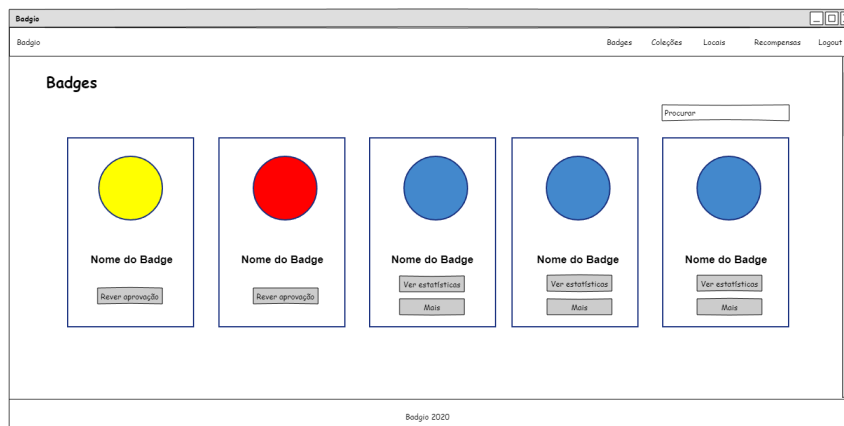 Badgio
Badgio
Badges Coleções Locais Recompensas Logout
Badges
Procurar
Nome do Badge Nome do Badge Nome do Badge Nome do Badge Nome do Badge
Ver estatísticas Ver estatísticas Ver estatísticas
Rever aprovação Rever aprovação
Mais Mais Mais
Badgio 2020